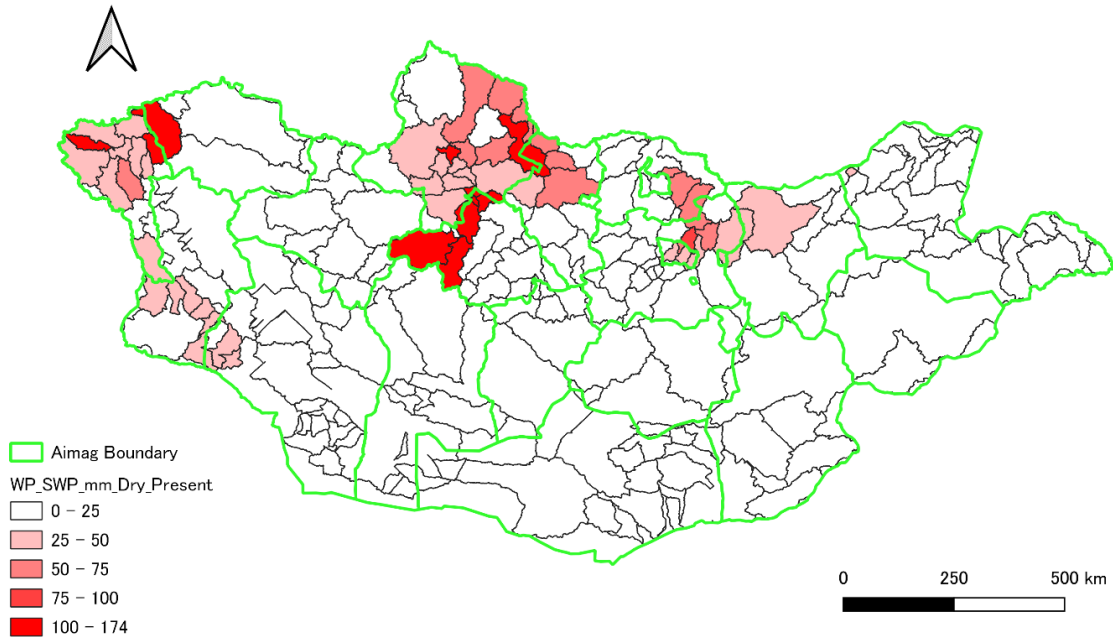 Aimag Boundary
WP_SWP_mm_Dry_Present
0 – 25
25 – 50
50 – 75
75 – 100
100 – 174
0 250 500 km